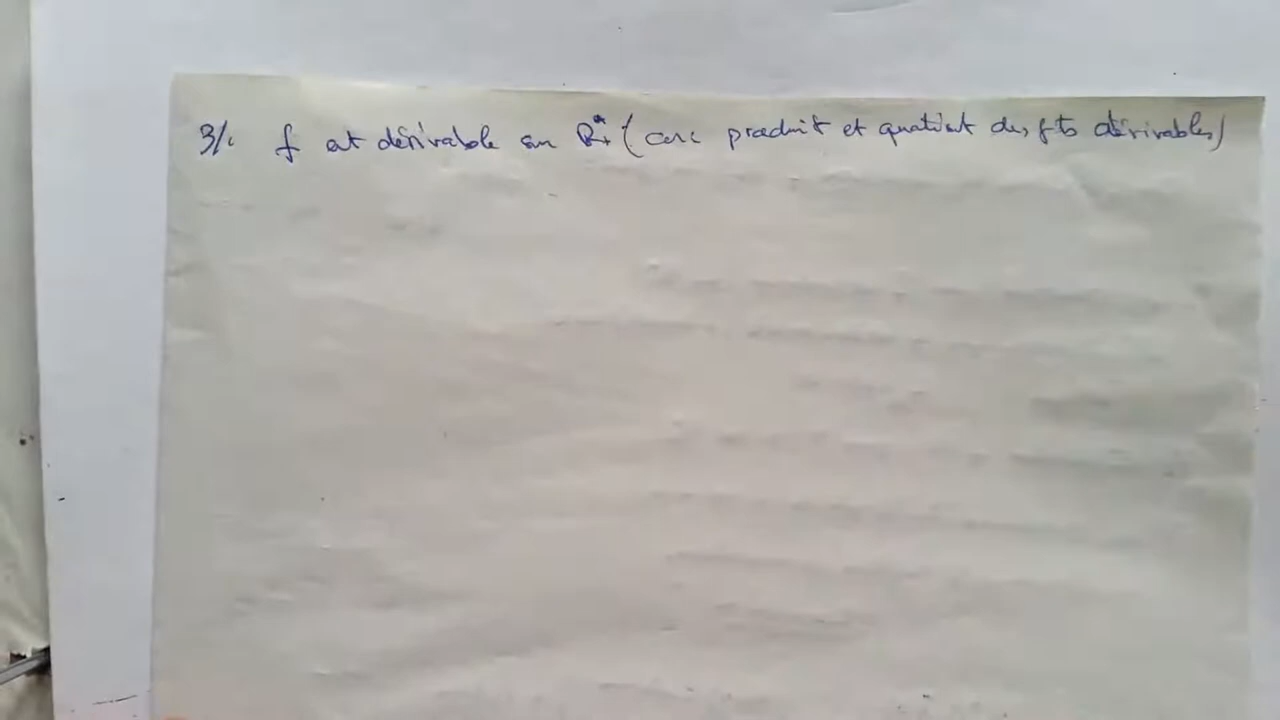 3/. f est dérivable sur R*+ (car produit et quotient des fts dérivables)